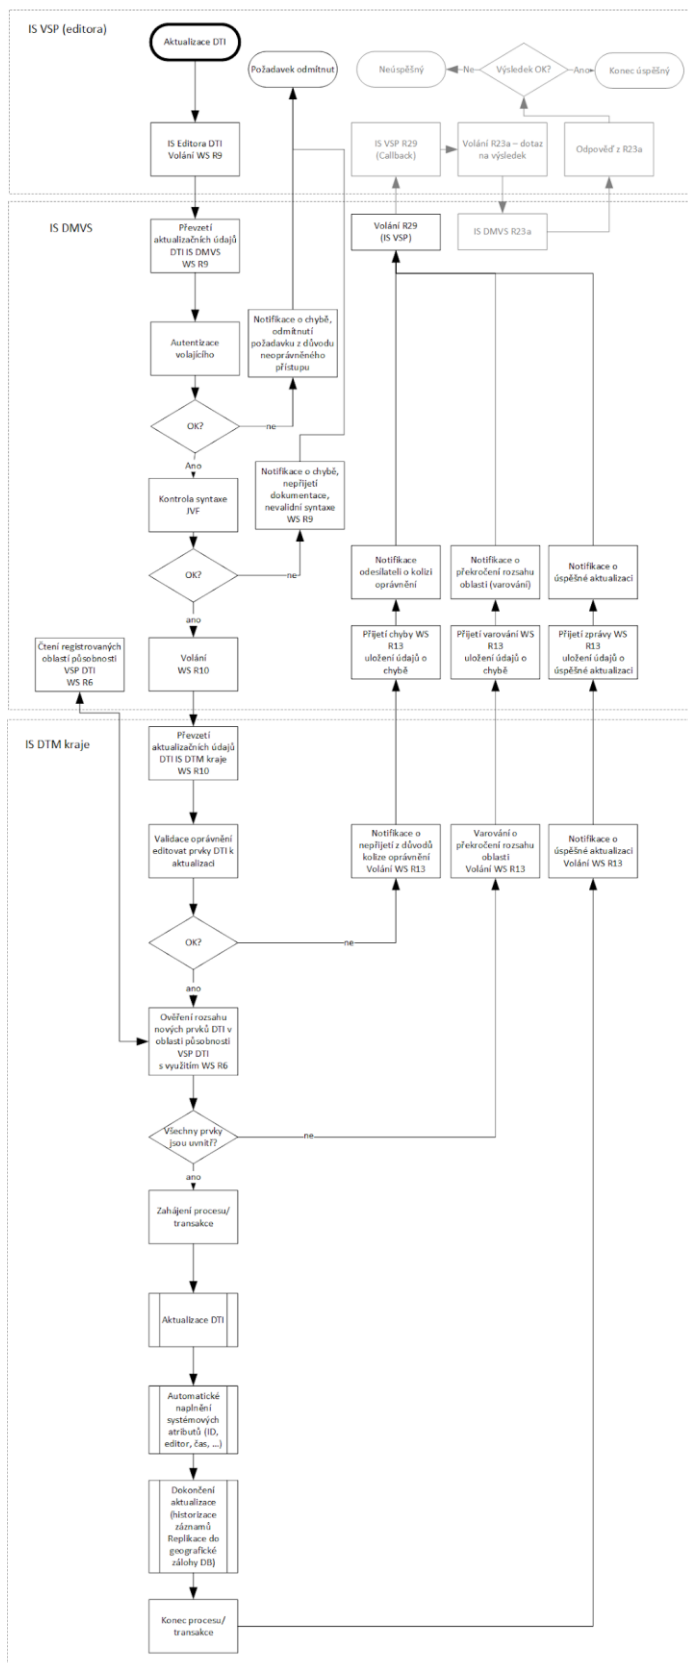 IS VSP (editora)
Aktualizace DTI
Požadavek odmítnut
Neúspěšný
Ne
Výsledek OK?
Ano
Konec úspěšný
IS Editora DTI
Volání WS R9
IS VSP R29
(Callback)
Volání R23a – dotaz
na výsledek
Odpověď z R23a
IS DMVS
Převzetí
aktualizačních údajů
DTI IS DMVS
WS R9
Volání R29
(IS VSP)
IS DMVS R23a
Autentizace
volajícího
Notifikace o chybě,
odmítnutí
požadavku z důvodu
neoprávněného
přístupu
OK?
ne
Ano
Kontrola syntaxe
JVF
Notifikace o chybě,
nepřijetí
dokumentace,
nevalidní syntaxe
WS R9
OK?
ne
ano
Notifikace
odesílateli o kolizi
oprávnění
Notifikace o
překročení rozsahu
oblasti (varování)
Notifikace o
úspěšné aktualizaci
Čtení registrovaných
oblastí působnosti
VSP DTI
WS R6
Volání
WS R10
Přijetí chyby WS
R13
uložení údajů o
chybě
Přijetí varování WS
R13
uložení údajů o
chybě
Přijetí zprávy WS
R13
uložení údajů o
úspěšné aktualizaci
IS DTM kraje
Převzetí
aktualizačních údajů
DTI IS DTM kraje
WS R10
Validace oprávnění
editovat prvky DTI k
aktualizaci
Notifikace o
nepřijetí z důvodů
kolize oprávnění
Volání WS R13
Varování o
překročení rozsahu
oblasti
Volání WS R13
Notifikace o
úspěšné aktualizaci
Volání WS R13
OK?
ne
ano
Ověření rozsahu
nových prvků DTI v
oblasti působnosti
VSP DTI
s využitím WS R6
Všechny prvky
jsou uvnitř?
ne
ano
Zahájení procesu/
transakce
Aktualizace DTI
Automatické
naplnění
systémových
atributů (ID,
editor, čas, ...)
Dokončení
aktualizace
(historizace
záznamů
Replikace do
geografické
zálohy DB)
Konec procesu/
transakce